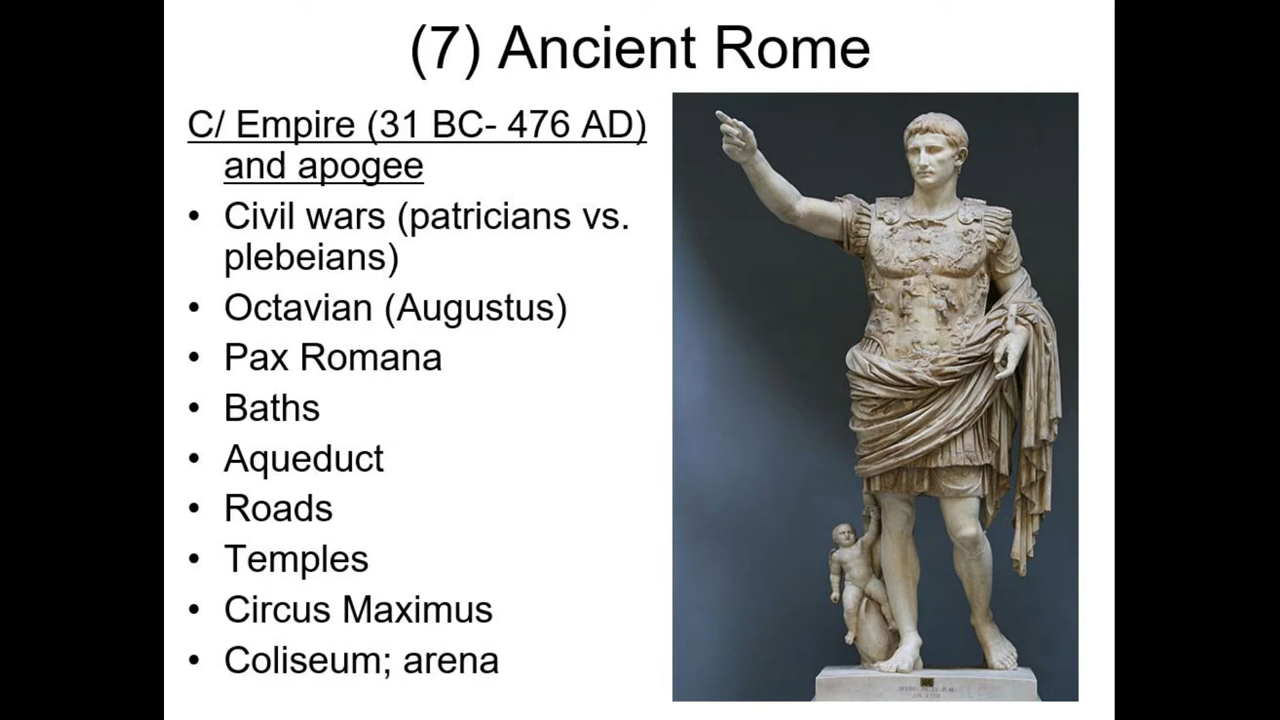 (7) Ancient Rome
C/ Empire (31 BC- 476 AD)
and apogee
• Civil wars (patricians vs.
plebeians)
• Octavian (Augustus)
• Pax Romana
• Baths
• Aqueduct
• Roads
• Temples
• Circus Maximus
• Coliseum; arena